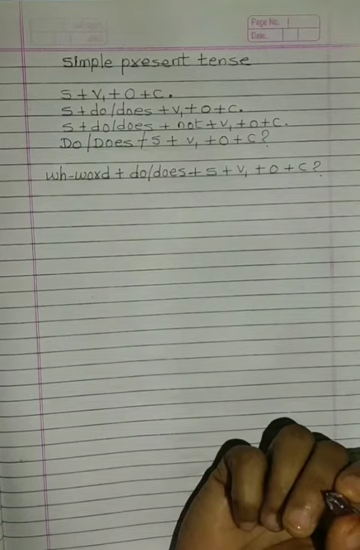 Page No.
Date.
Simple present tense
S + V₁ + O + C.
S + do/does + V₁ + O + C.
S + do/does + not + V₁ + O + C.
Do/Does + S + V₁ + O + C?
wh-word + do/does + S + V₁ + O + C?